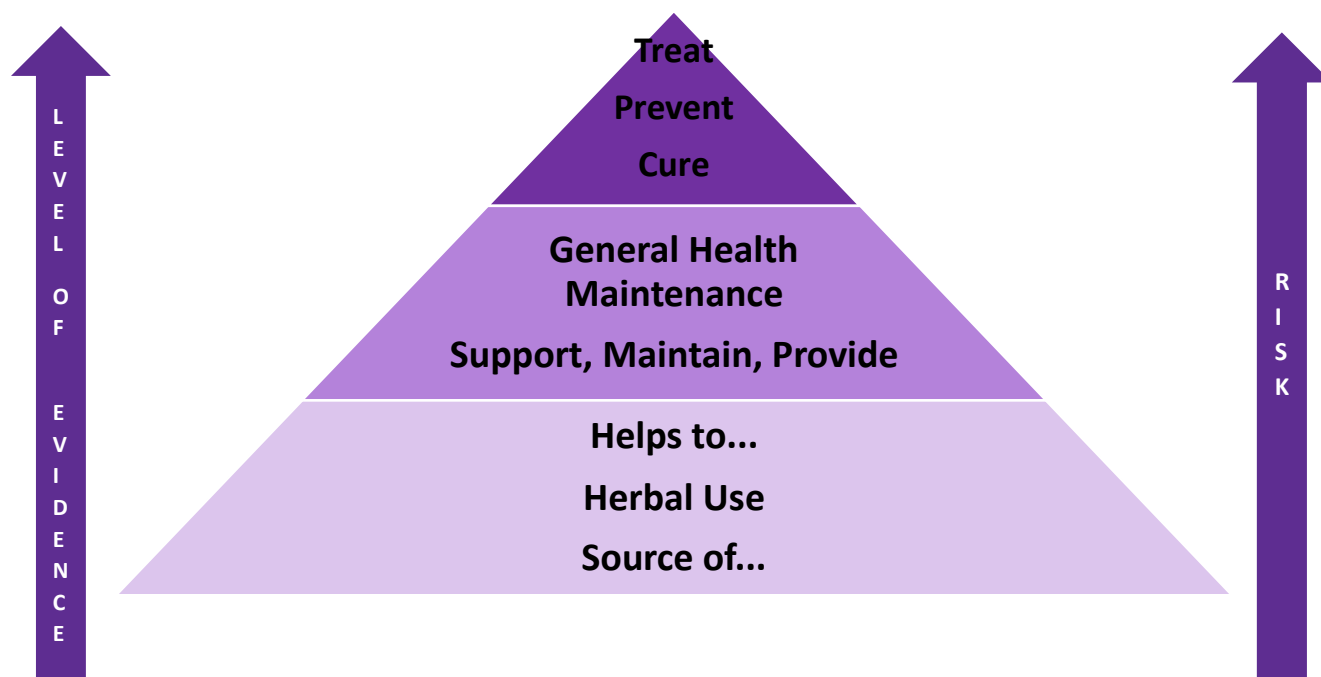 LEVEL OF EVIDENCE
Treat
Prevent
Cure
General Health
Maintenance
Support, Maintain, Provide
Helps to...
Herbal Use
Source of...
RISK